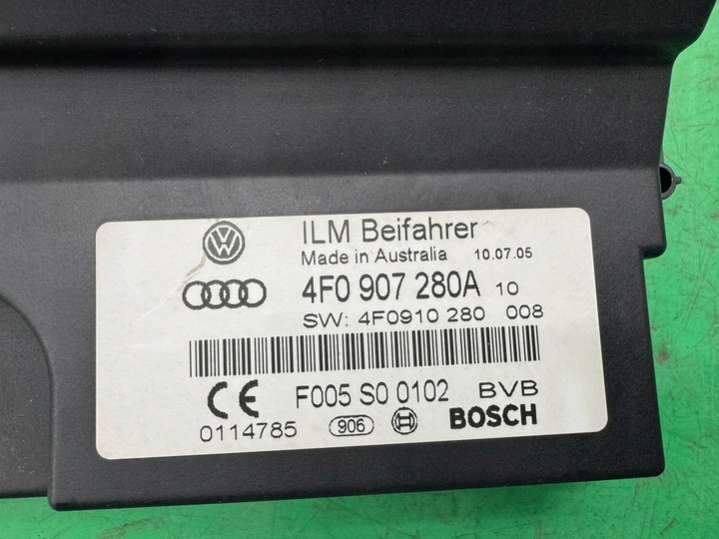 ILM Beifahrer
Made in Australia 10.07.05
4F0 907 280A 10
SW: 4F0910 280 008
CE F005 S0 0102 BVB
0114785 906 BOSCH